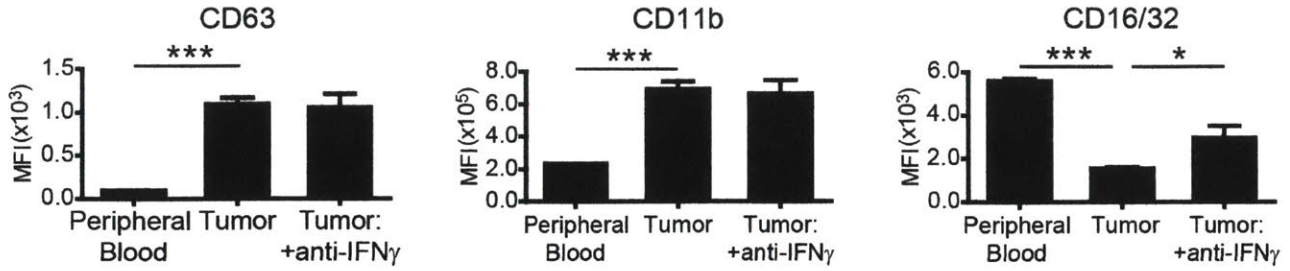 CD63
***
MFI(x10³)
1.5
1.0
0.5
0.0
Peripheral Blood
Tumor
Tumor: +anti-IFNγ
CD11b
***
MFI(x10⁵)
8.0
6.0
4.0
2.0
0.0
Peripheral Blood
Tumor
Tumor: +anti-IFNγ
CD16/32
***
*
MFI(x10³)
6.0
4.0
2.0
0.0
Peripheral Blood
Tumor
Tumor: +anti-IFNγ